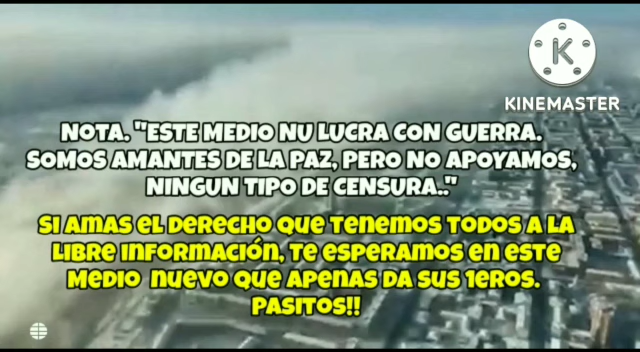 K
KINEMASTER
NOTA. "ESTE MEDIO NU LUCRA CON GUERRA.
SOMOS AMANTES DE LA PAZ, PERO NO APOYAMOS,
NINGUN TIPO DE CENSURA.."
SI AMAS EL DERECHO QUE TENEMOS TODOS A LA
LIBRE INFORMACIÓN, TE ESPERAMOS EN ESTE
MEDIO NUEVO QUE APENAS DA SUS 1EROS.
PASITOS!!